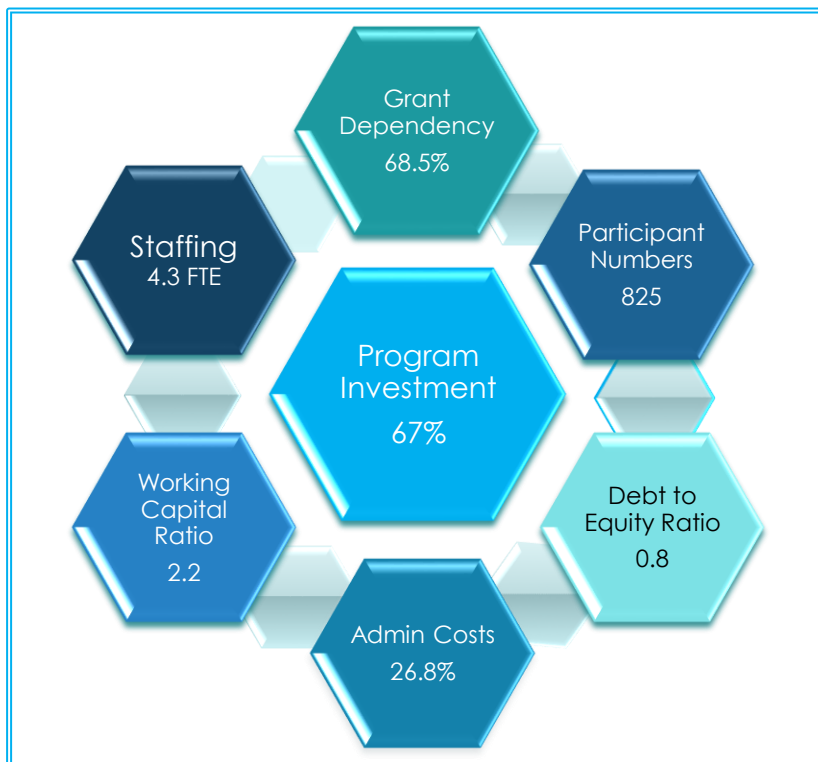 Grant
Dependency
68.5%
Staffing
4.3 FTE
Participant
Numbers
825
Program
Investment
67%
Working
Capital
Ratio
2.2
Debt to
Equity Ratio
0.8
Admin Costs
26.8%